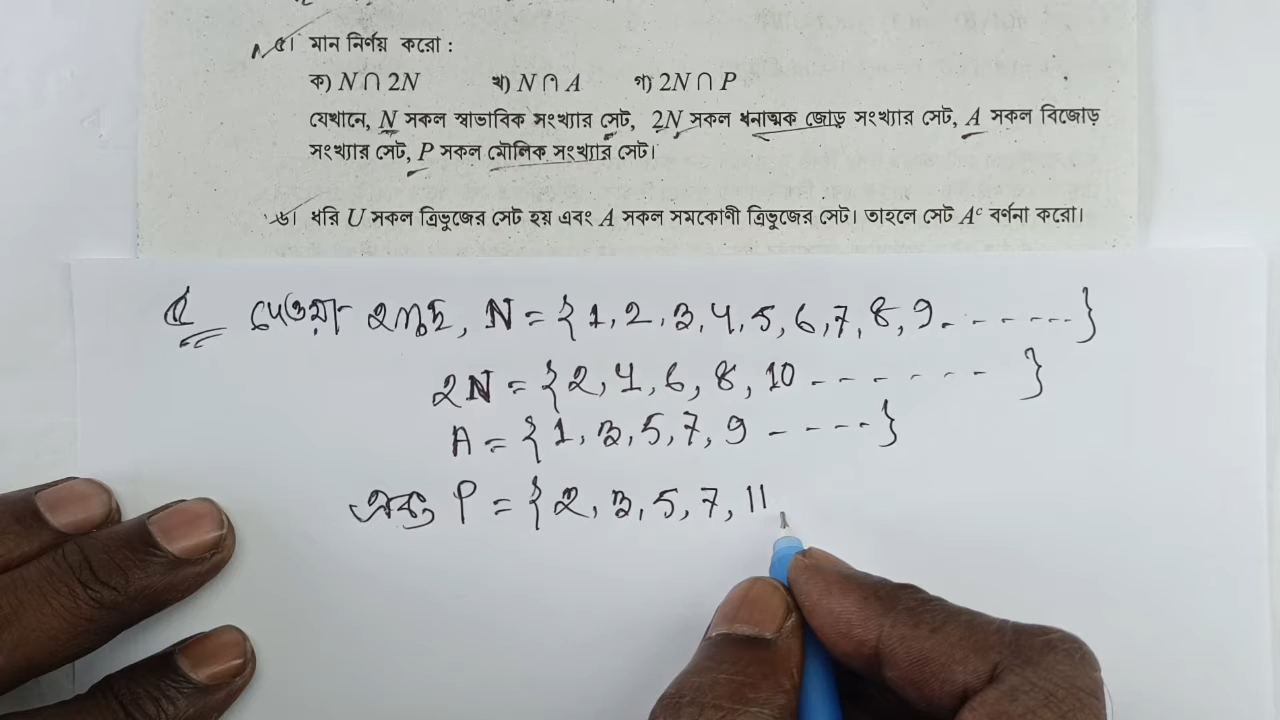 ৫। মান নির্ণয় করো :
ক) N ∩ 2N খ) N ∩ A গ) 2N ∩ P
যেখানে, N সকল স্বাভাবিক সংখ্যার সেট, 2N সকল ধনাত্মক জোড় সংখ্যার সেট, A সকল বিজোড়
সংখ্যার সেট, P সকল মৌলিক সংখ্যার সেট।
৬। ধরি U সকল ত্রিভুজের সেট হয় এবং A সকল সমকোণী ত্রিভুজের সেট। তাহলে সেট Aᶜ বর্ণনা করো।
৫ দেওয়া হয়েছে, N = {1, 2, 3, 4, 5, 6, 7, 8, 9. - - - - - - }
2N = {2, 4, 6, 8, 10 - - - - - - - }
A = {1, 3, 5, 7, 9 - - - - - }
এবং P = {2, 3, 5, 7, 11,